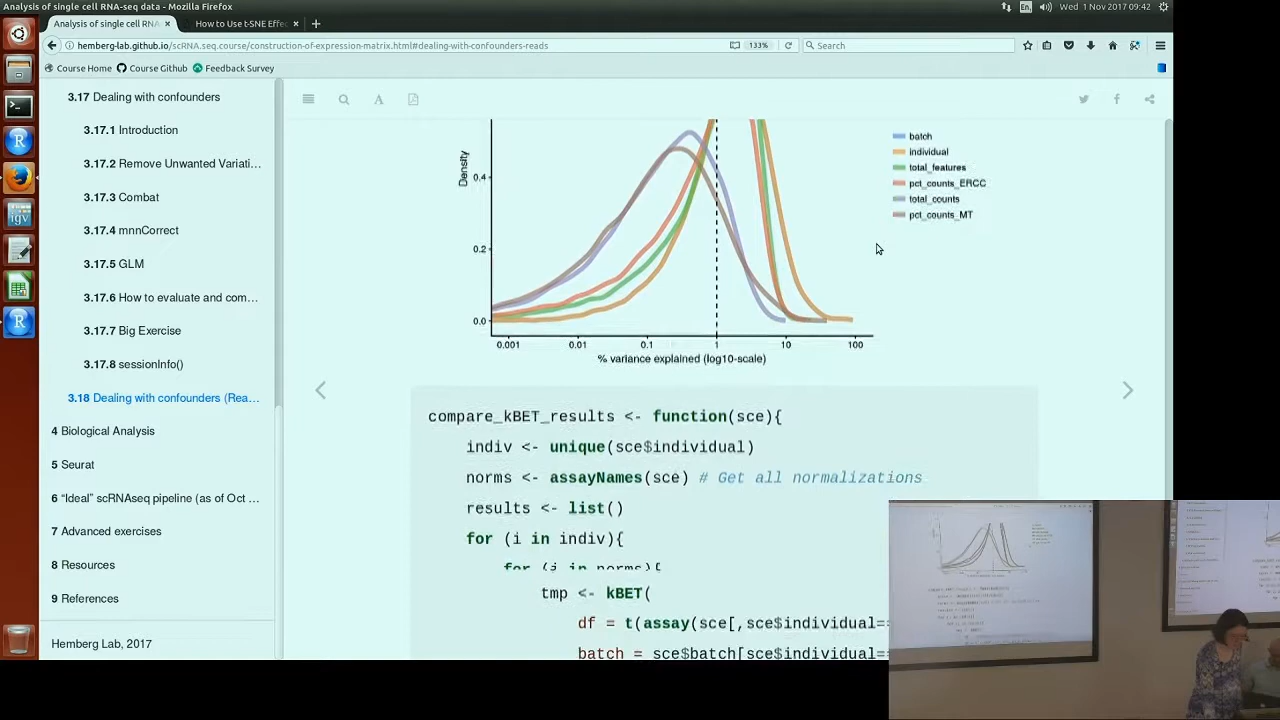 Analysis of single cell RNA-seq data - Mozilla Firefox
En
Wed 1 Nov 2017 09:42
Analysis of single cell RNA- ×
How to Use t-SNE Effec ×
hemberg-lab.github.io/scRNA.seq.course/construction-of-expression-matrix.html#dealing-with-confounders-reads
133%
Search
Course Home
Course Github
Feedback Survey
3.17 Dealing with confounders
3.17.1 Introduction
3.17.2 Remove Unwanted Variati…
3.17.3 Combat
3.17.4 mnnCorrect
3.17.5 GLM
3.17.6 How to evaluate and com…
3.17.7 Big Exercise
3.17.8 sessionInfo()
3.18 Dealing with confounders (Rea…
4 Biological Analysis
5 Seurat
6 “Ideal” scRNAseq pipeline (as of Oct …
7 Advanced exercises
8 Resources
9 References
Hemberg Lab, 2017
Density
0.4
0.2
0.0
0.001
0.01
0.1
1
10
100
% variance explained (log10-scale)
batch
individual
total_features
pct_counts_ERCC
total_counts
pct_counts_MT
compare_kBET_results <- function(sce){
indiv <- unique(sce$individual)
norms <- assayNames(sce) # Get all normalizations
results <- list()
for (i in indiv){
for (j in norms){
tmp <- kBET(
df = t(assay(sce[,sce$individual==
batch = sce$batch[sce$individual==